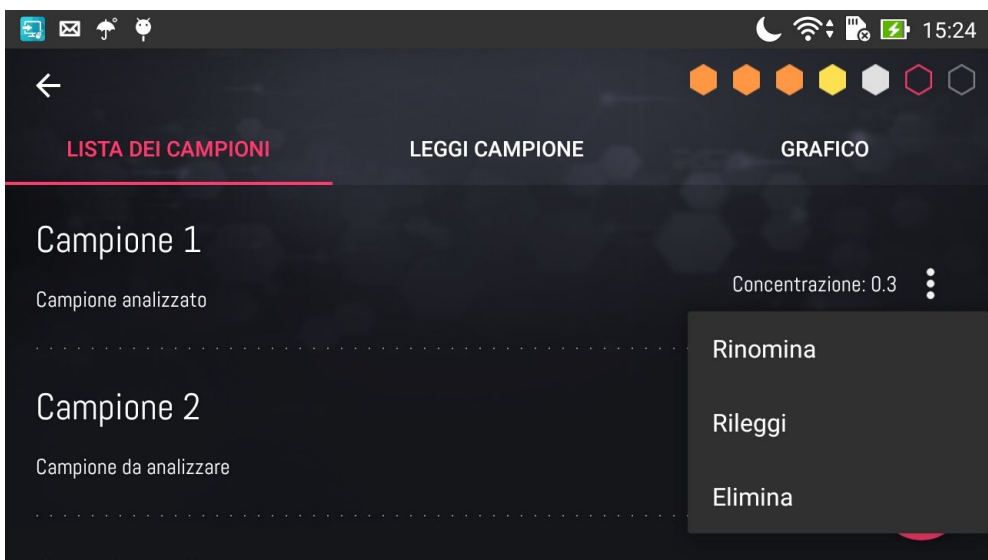 15:24
LISTA DEI CAMPIONI
LEGGI CAMPIONE
GRAFICO
Campione 1
Campione analizzato
Concentrazione: 0.3
Rinomina
Rileggi
Elimina
Campione 2
Campione da analizzare